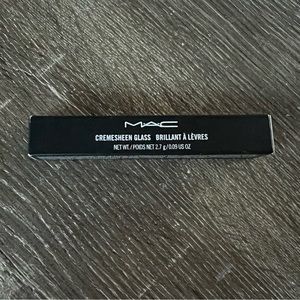 MAC
CREMESHEEN GLASS BRILLANT À LÈVRES
NET WT. / POIDS NET 2.7 g / 0.09 US OZ